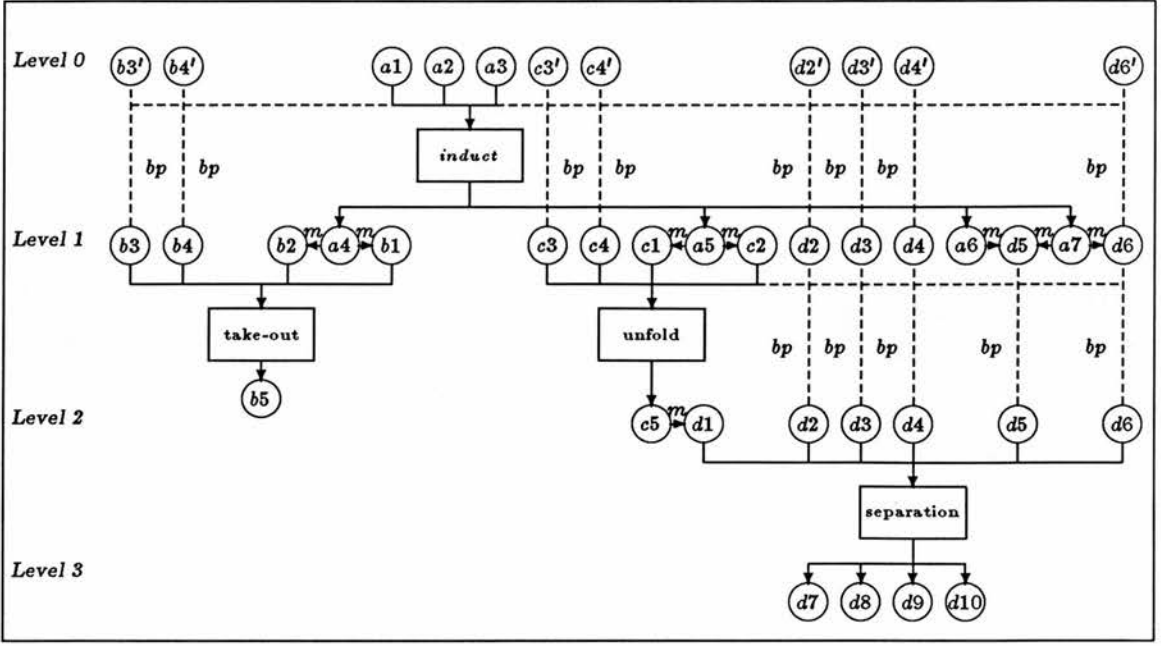 Level 0 b3′ b4′ a1 a2 a3 c3′ c4′ d2′ d3′ d4′ d6′
induct
bp bp bp bp bp bp bp bp
Level 1 b3 b4 b2 m a4 m b1 c3 c4 c1 m a5 m c2 d2 d3 d4 a6 m d5 m a7 m d6
take-out unfold
bp bp bp bp bp
b5
Level 2 c5 m d1 d2 d3 d4 d5 d6
separation
Level 3
d7 d8 d9 d10